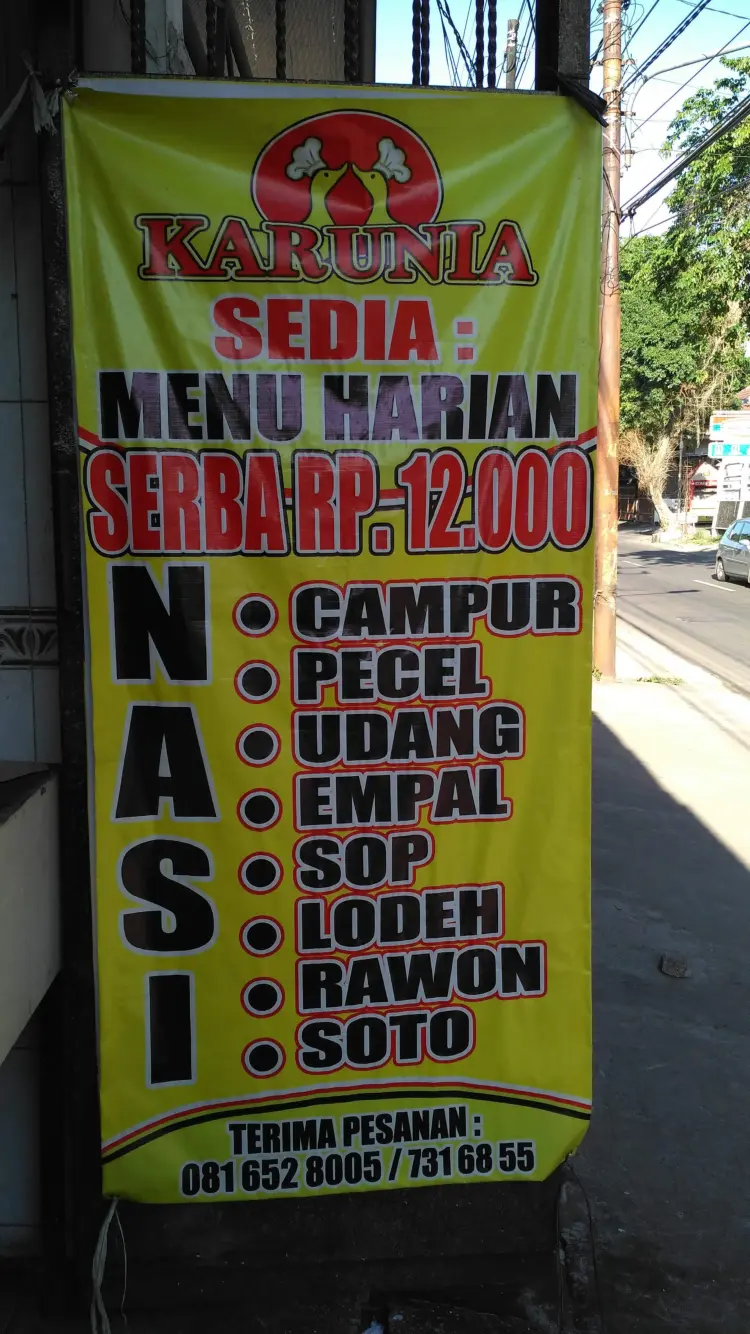 KARUNIA
SEDIA :
MENU HARIAN
SERBA RP. 12.000
NASI
• CAMPUR
• PECEL
• UDANG
• EMPAL
• SOP
• LODEH
• RAWON
• SOTO
TERIMA PESANAN :
081 652 8005 / 731 68 55